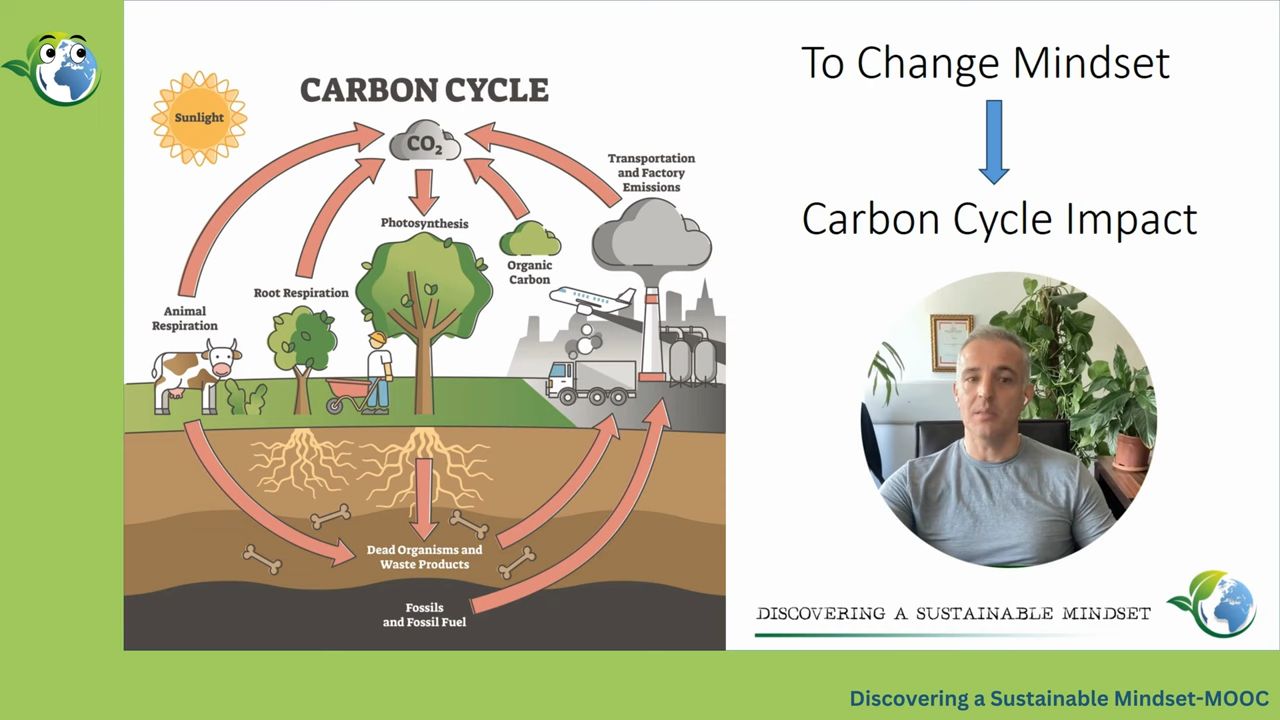 CARBON CYCLE
Sunlight
CO₂
Transportation
and Factory
Emissions
Photosynthesis
Organic
Carbon
Root Respiration
Animal
Respiration
Dead Organisms and
Waste Products
Fossils
and Fossil Fuel
To Change Mindset
Carbon Cycle Impact
DISCOVERING A SUSTAINABLE MINDSET
Discovering a Sustainable Mindset-MOOC